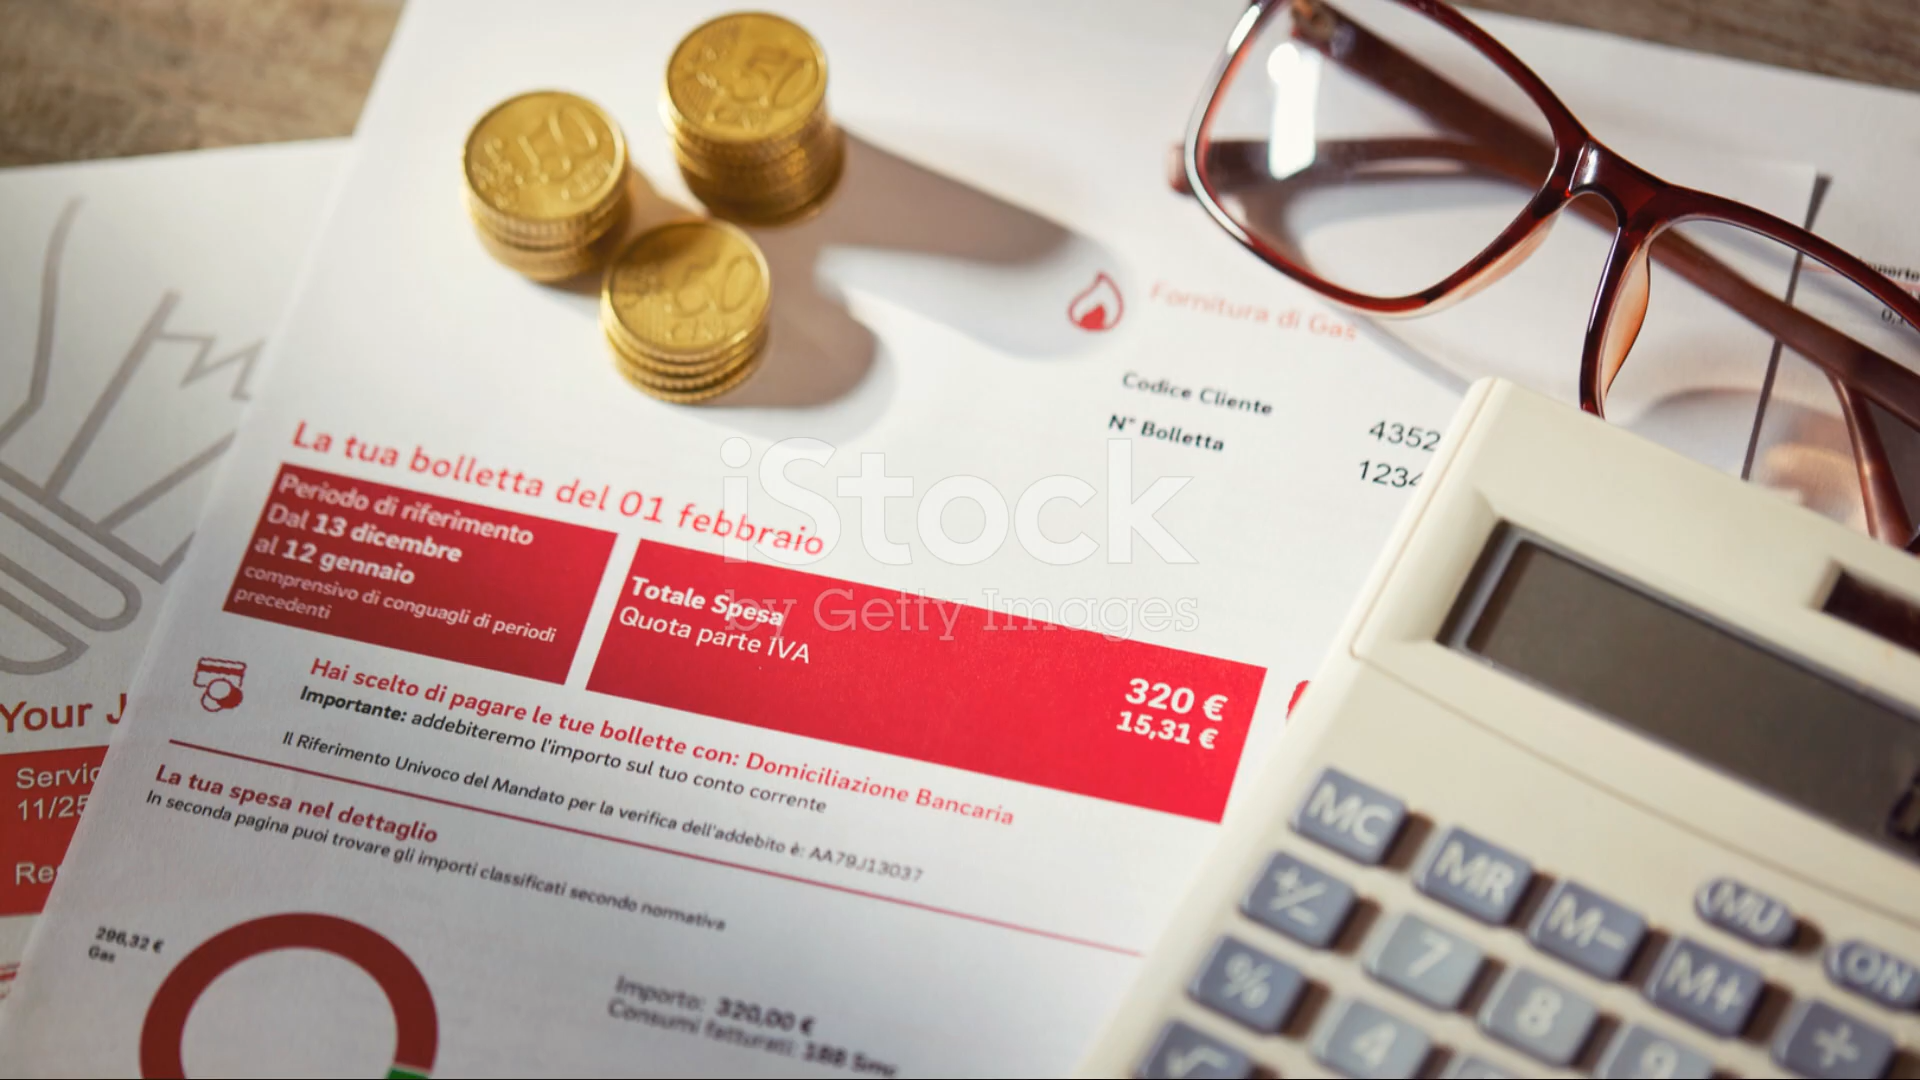 Fornitura di Gas
Codice Cliente 4352
N° Bolletta 1234
La tua bolletta del 01 febbraio
Periodo di riferimento
Dal 13 dicembre
al 12 gennaio
comprensivo di conguagli di periodi
precedenti
Totale Spesa 320 €
Quota parte IVA 15,31 €
Hai scelto di pagare le tue bollette con: Domiciliazione Bancaria
Importante: addebiteremo l'importo sul tuo conto corrente
Il Riferimento Univoco del Mandato per la verifica dell'addebito è: AA79J13037
La tua spesa nel dettaglio
In seconda pagina puoi trovare gli importi classificati secondo normativa
296,32 €
Gas
Importo: 320,00 €
Consumi fatturati: 188 Smc
Your J
Servic
11/25
Re
50
50
50
iStock
by Getty Images
MC MR M- M+
MU ON
+/- 7 8 9
% 4 +
√